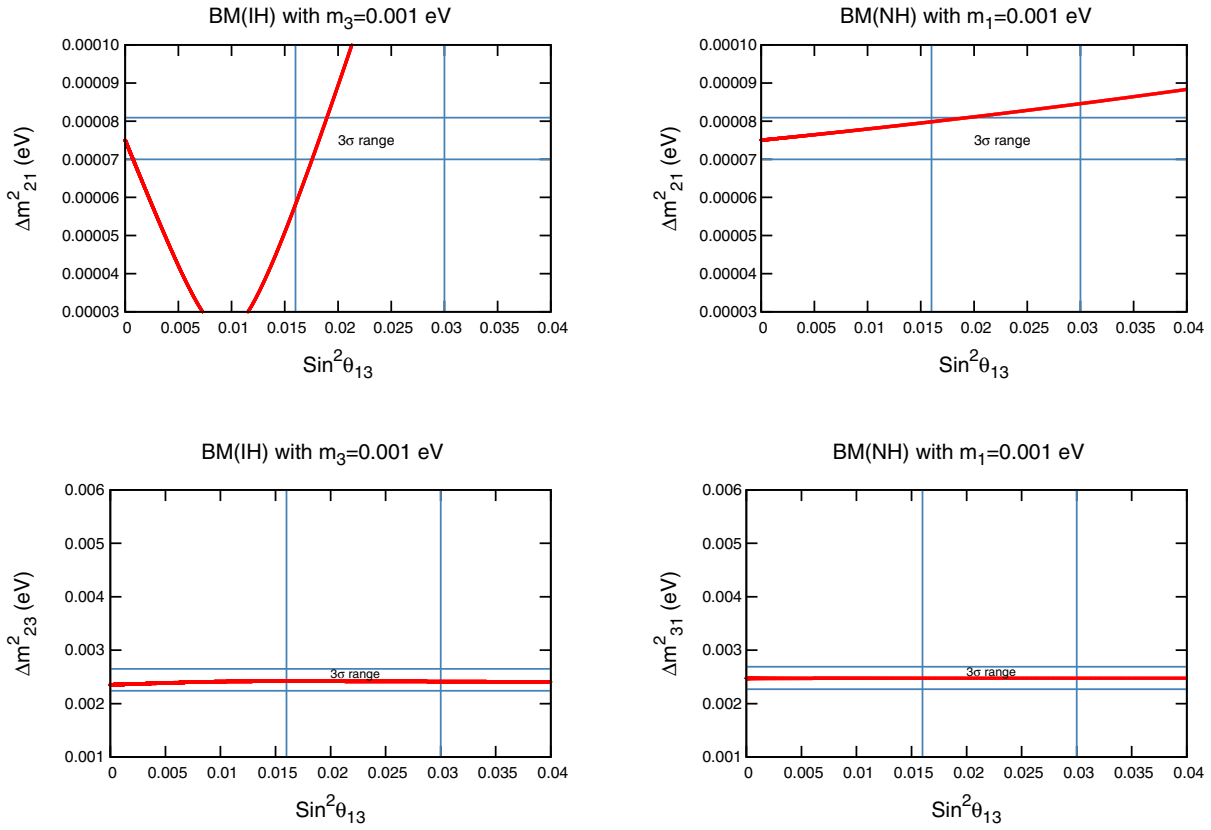 BM(IH) with m₃=0.001 eV
Δm²₂₁ (eV)
0.00010
0.00009
0.00008
0.00007
0.00006
0.00005
0.00004
0.00003
3σ range
0 0.005 0.01 0.015 0.02 0.025 0.03 0.035 0.04
Sin²θ₁₃
BM(NH) with m₁=0.001 eV
Δm²₂₁ (eV)
0.00010
0.00009
0.00008
0.00007
0.00006
0.00005
0.00004
0.00003
3σ range
0 0.005 0.01 0.015 0.02 0.025 0.03 0.035 0.04
Sin²θ₁₃
BM(IH) with m₃=0.001 eV
Δm²₂₃ (eV)
0.006
0.005
0.004
0.003
0.002
0.001
3σ range
0 0.005 0.01 0.015 0.02 0.025 0.03 0.035 0.04
Sin²θ₁₃
BM(NH) with m₁=0.001 eV
Δm²₃₁ (eV)
0.006
0.005
0.004
0.003
0.002
0.001
3σ range
0 0.005 0.01 0.015 0.02 0.025 0.03 0.035 0.04
Sin²θ₁₃